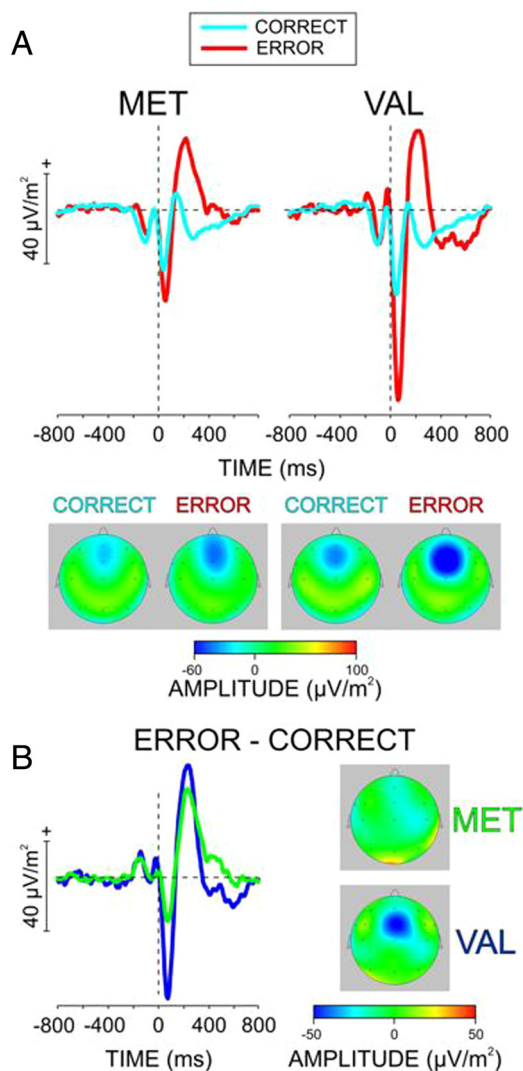 CORRECT
ERROR
A
MET VAL
+
40 µV/m²
-800 -400 0 400 -800 -400 0 400 800
TIME (ms) TIME (ms)
CORRECT ERROR CORRECT ERROR
-60 0 100
AMPLITUDE (µV/m²)
B
ERROR - CORRECT
+
40 µV/m²
MET
VAL
-800 -400 0 400 800
-50 0 50
TIME (ms)
AMPLITUDE (µV/m²)